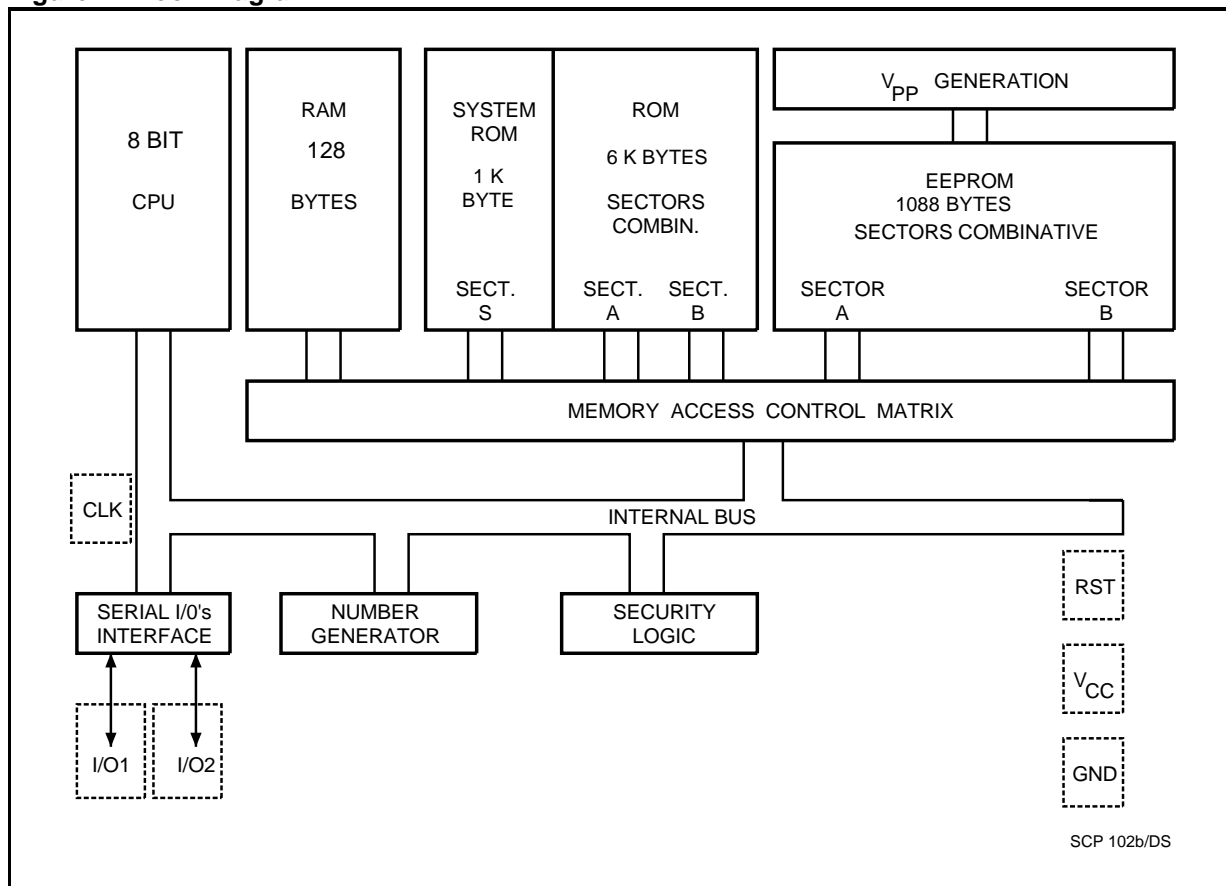 8 BIT
CPU
RAM
128
BYTES
SYSTEM
ROM
1 K
BYTE
SECT.
S
ROM
6 K BYTES
SECTORS
COMBIN.
SECT.
A
SECT.
B
VPP GENERATION
EEPROM
1088 BYTES
SECTORS COMBINATIVE
SECTOR
A
SECTOR
B
MEMORY ACCESS CONTROL MATRIX
CLK
INTERNAL BUS
SERIAL I/0's
INTERFACE
NUMBER
GENERATOR
SECURITY
LOGIC
RST
VCC
GND
I/O1
I/O2
SCP 102b/DS